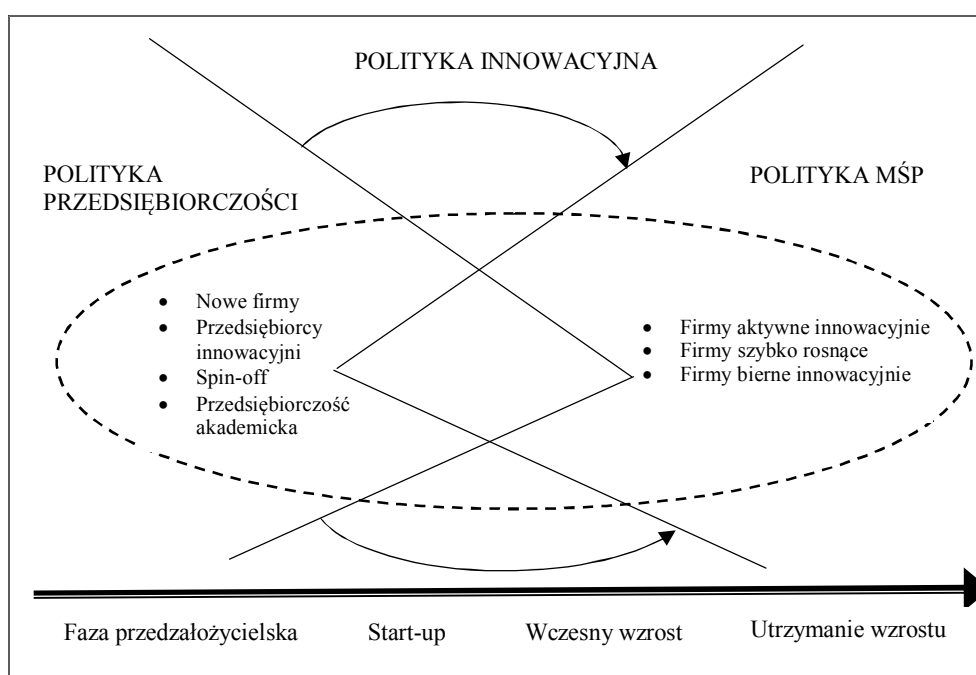 POLITYKA INNOWACYJNA
POLITYKA
PRZEDSIĘBIORCZOŚCI
POLITYKA MŚP
• Nowe firmy
• Przedsiębiorcy
innowacyjni
• Spin-off
• Przedsiębiorczość
akademicka
• Firmy aktywne innowacyjnie
• Firmy szybko rosnące
• Firmy bierne innowacyjnie
Faza przedzałożycielska
Start-up
Wczesny wzrost
Utrzymanie wzrostu